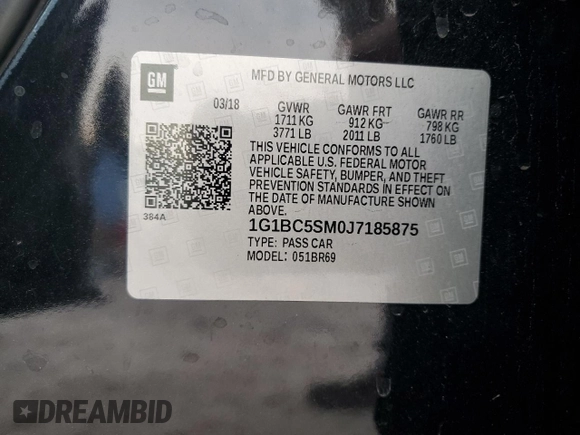 GM
MFD BY GENERAL MOTORS LLC
03/18 GVWR GAWR FRT GAWR RR
1711 KG 912 KG 798 KG
3771 LB 2011 LB 1760 LB
THIS VEHICLE CONFORMS TO ALL
APPLICABLE U.S. FEDERAL MOTOR
VEHICLE SAFETY, BUMPER, AND THEFT
PREVENTION STANDARDS IN EFFECT ON
THE DATE OF MANUFACTURE SHOWN
ABOVE.
384A
1G1BC5SM0J7185875
TYPE: PASS CAR
MODEL: 051BR69
DREAMBID